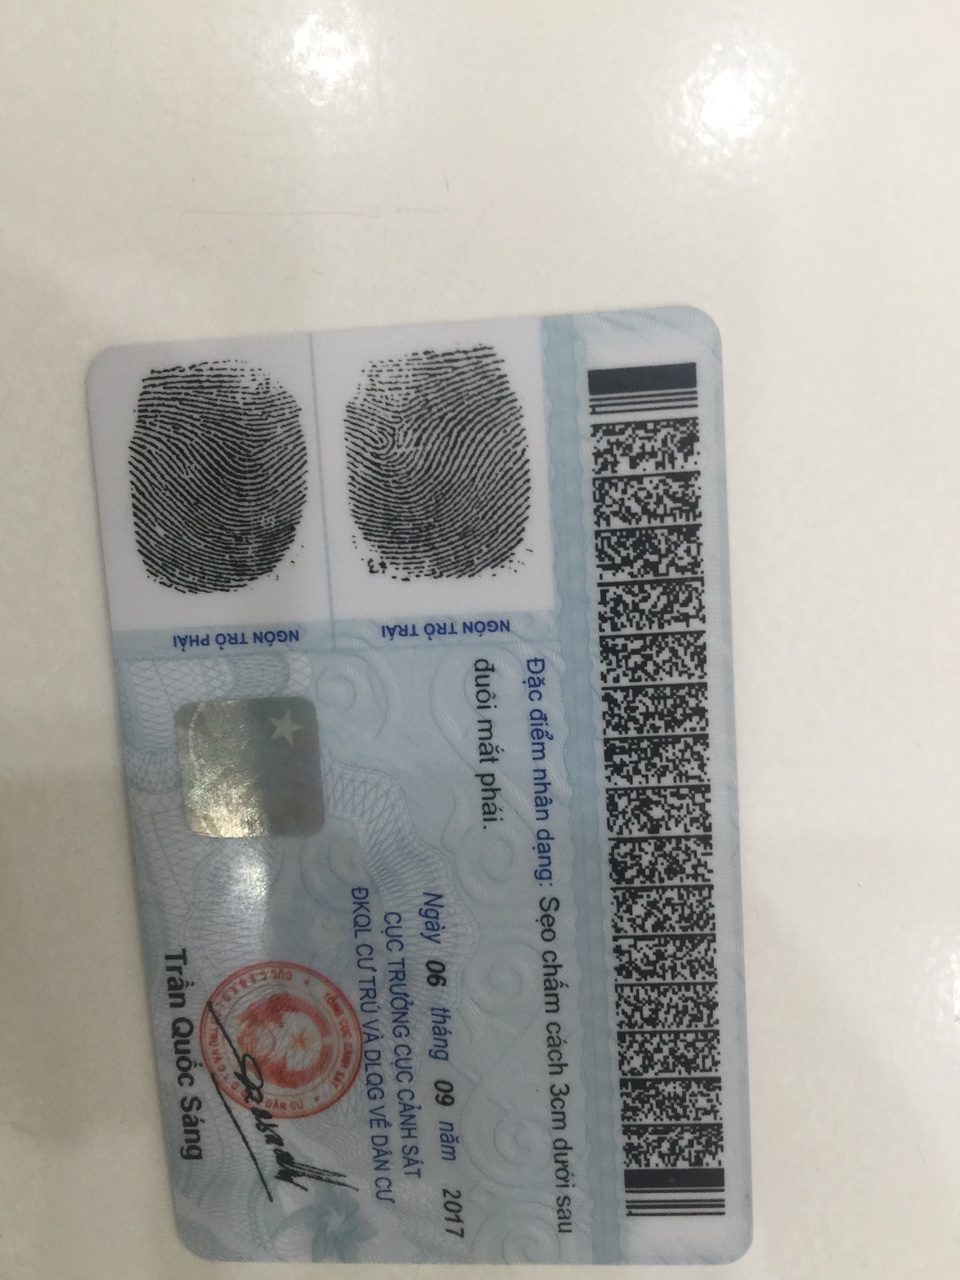 Đặc điểm nhân dạng: Sẹo chấm cách 3cm dưới sau
đuôi mắt phải.
NGÓN TRỎ TRÁI
NGÓN TRỎ PHẢI
Ngày 06 tháng 09 năm 2017
CỤC TRƯỞNG CỤC CẢNH SÁT
ĐKQL CƯ TRÚ VÀ DLQG VỀ DÂN CƯ
Trần Quốc Sáng